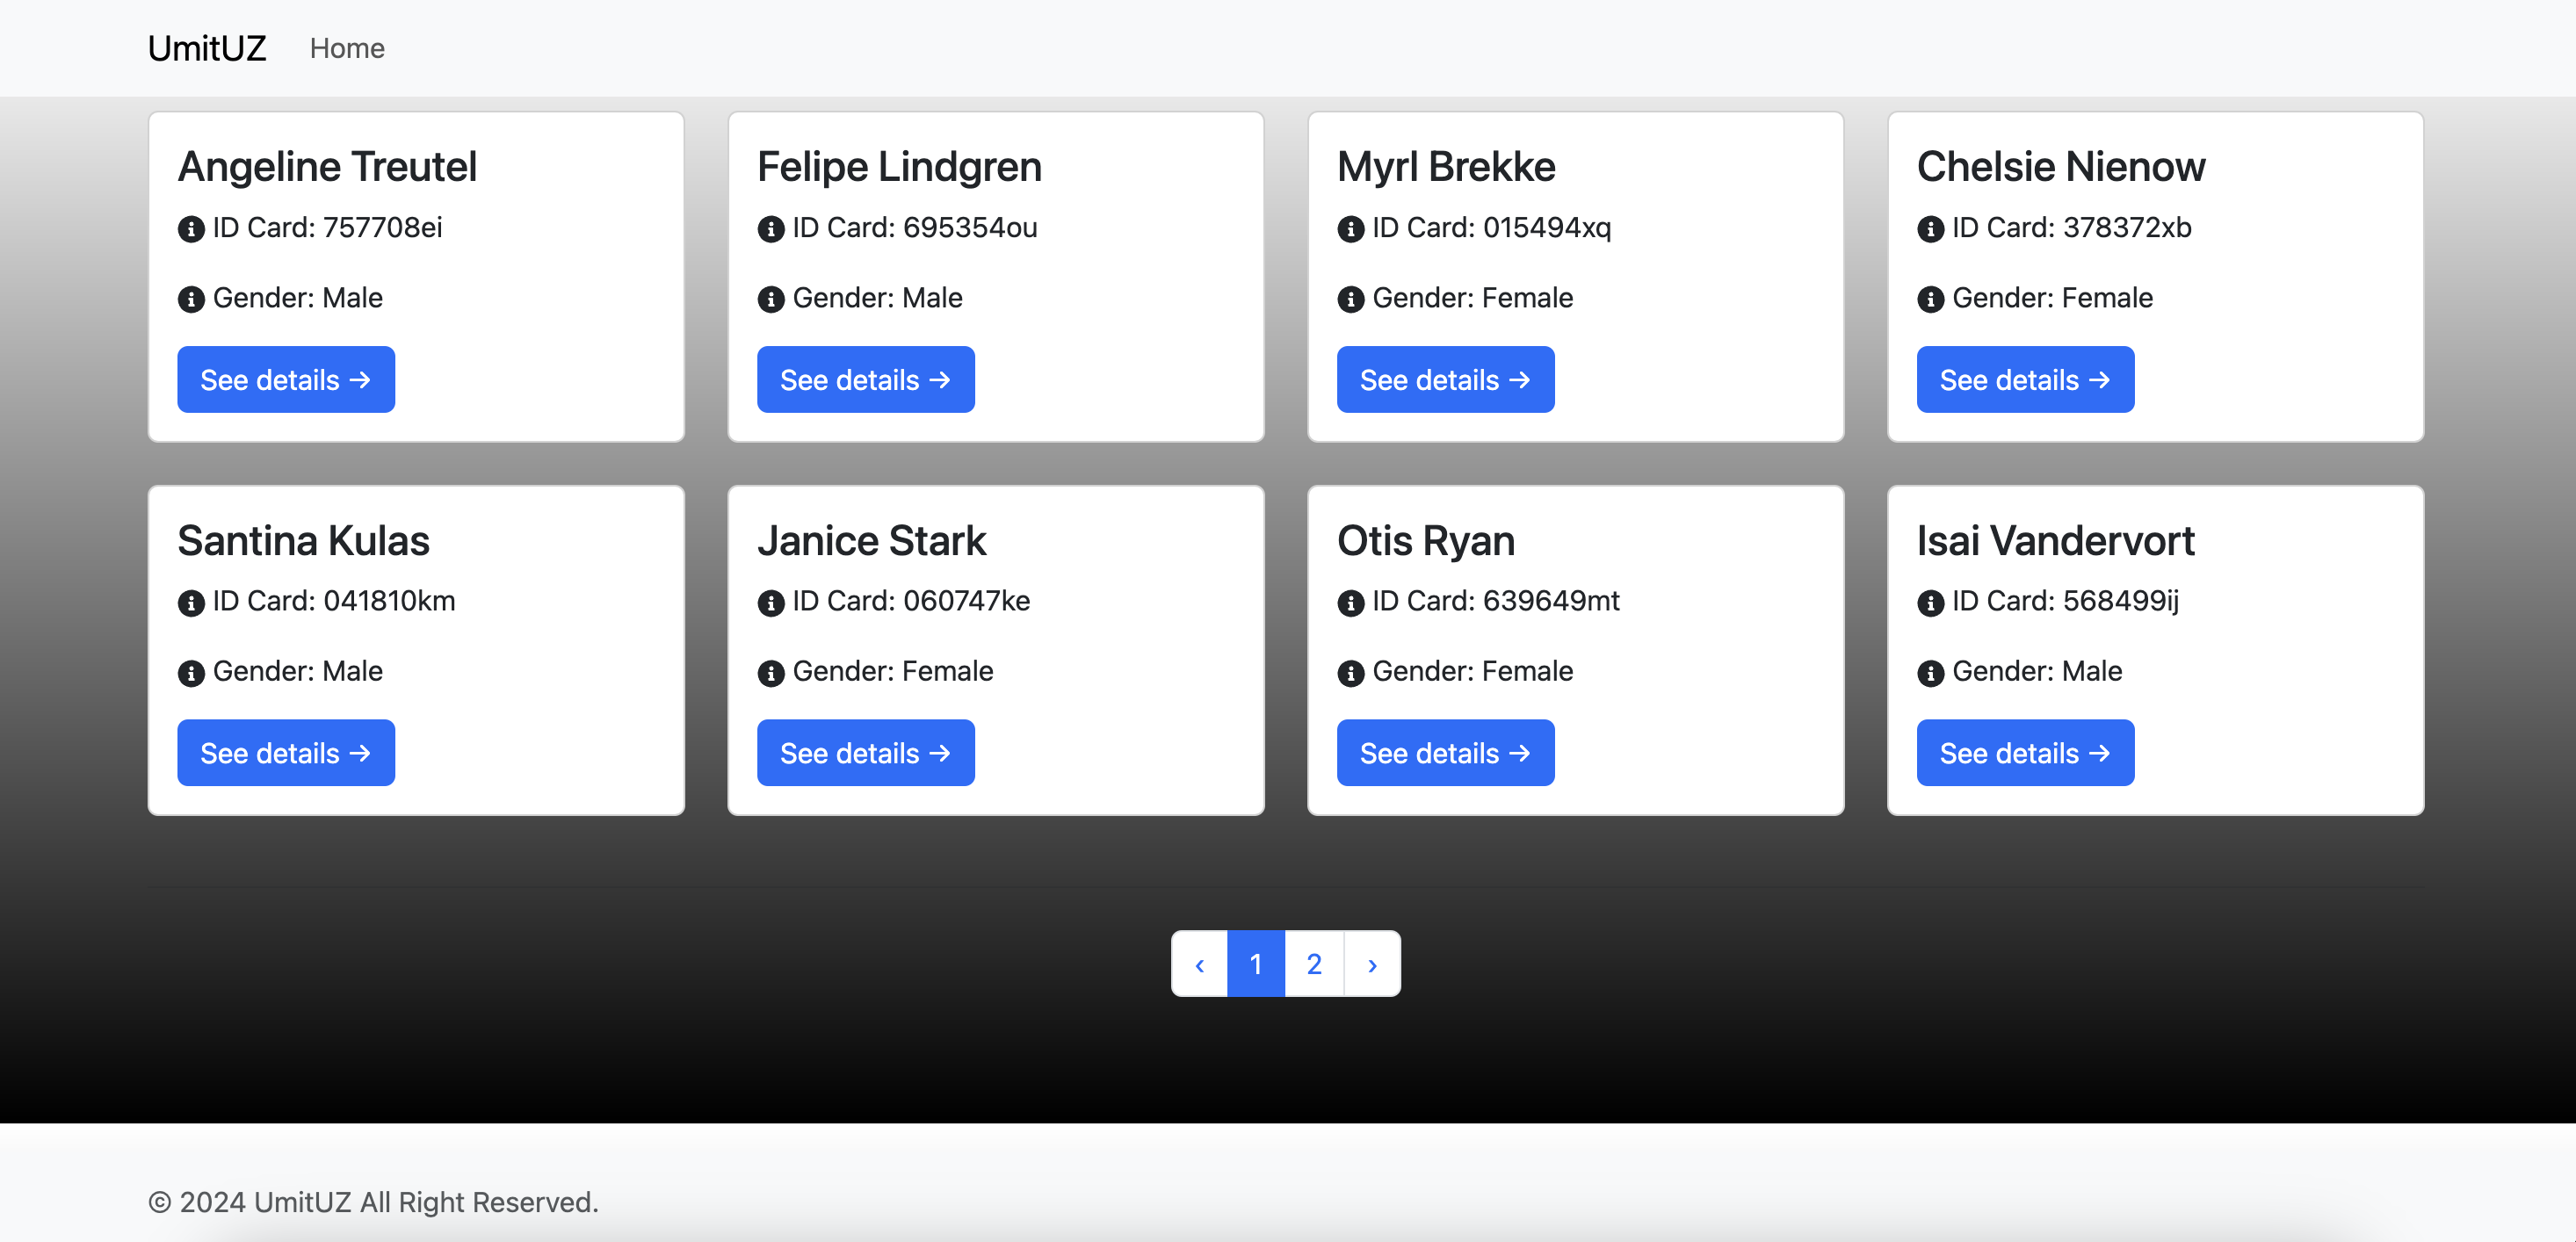 UmitUZ Home
Angeline Treutel
ID Card: 757708ei
Gender: Male
See details →
Felipe Lindgren
ID Card: 695354ou
Gender: Male
See details →
Myrl Brekke
ID Card: 015494xq
Gender: Female
See details →
Chelsie Nienow
ID Card: 378372xb
Gender: Female
See details →
Santina Kulas
ID Card: 041810km
Gender: Male
See details →
Janice Stark
ID Card: 060747ke
Gender: Female
See details →
Otis Ryan
ID Card: 639649mt
Gender: Female
See details →
Isai Vandervort
ID Card: 568499ij
Gender: Male
See details →
‹ 1 2 ›
© 2024 UmitUZ All Right Reserved.